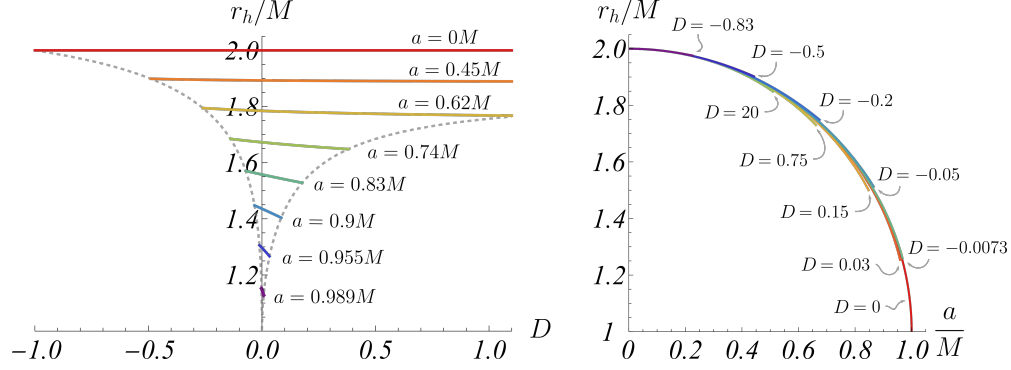 r_h/M
2.0
1.8
1.6
1.4
1.2
a = 0M
a = 0.45M
a = 0.62M
a = 0.74M
a = 0.83M
a = 0.9M
a = 0.955M
a = 0.989M
−1.0 −0.5 0.0 0.5 1.0
D
r_h/M
2.0
1.8
1.6
1.4
1.2
1
D = −0.83
D = −0.5
D = 20
D = −0.2
D = 0.75
D = −0.05
D = 0.15
D = −0.0073
D = 0.03
D = 0
0 0.2 0.4 0.6 0.8 1.0
a
M